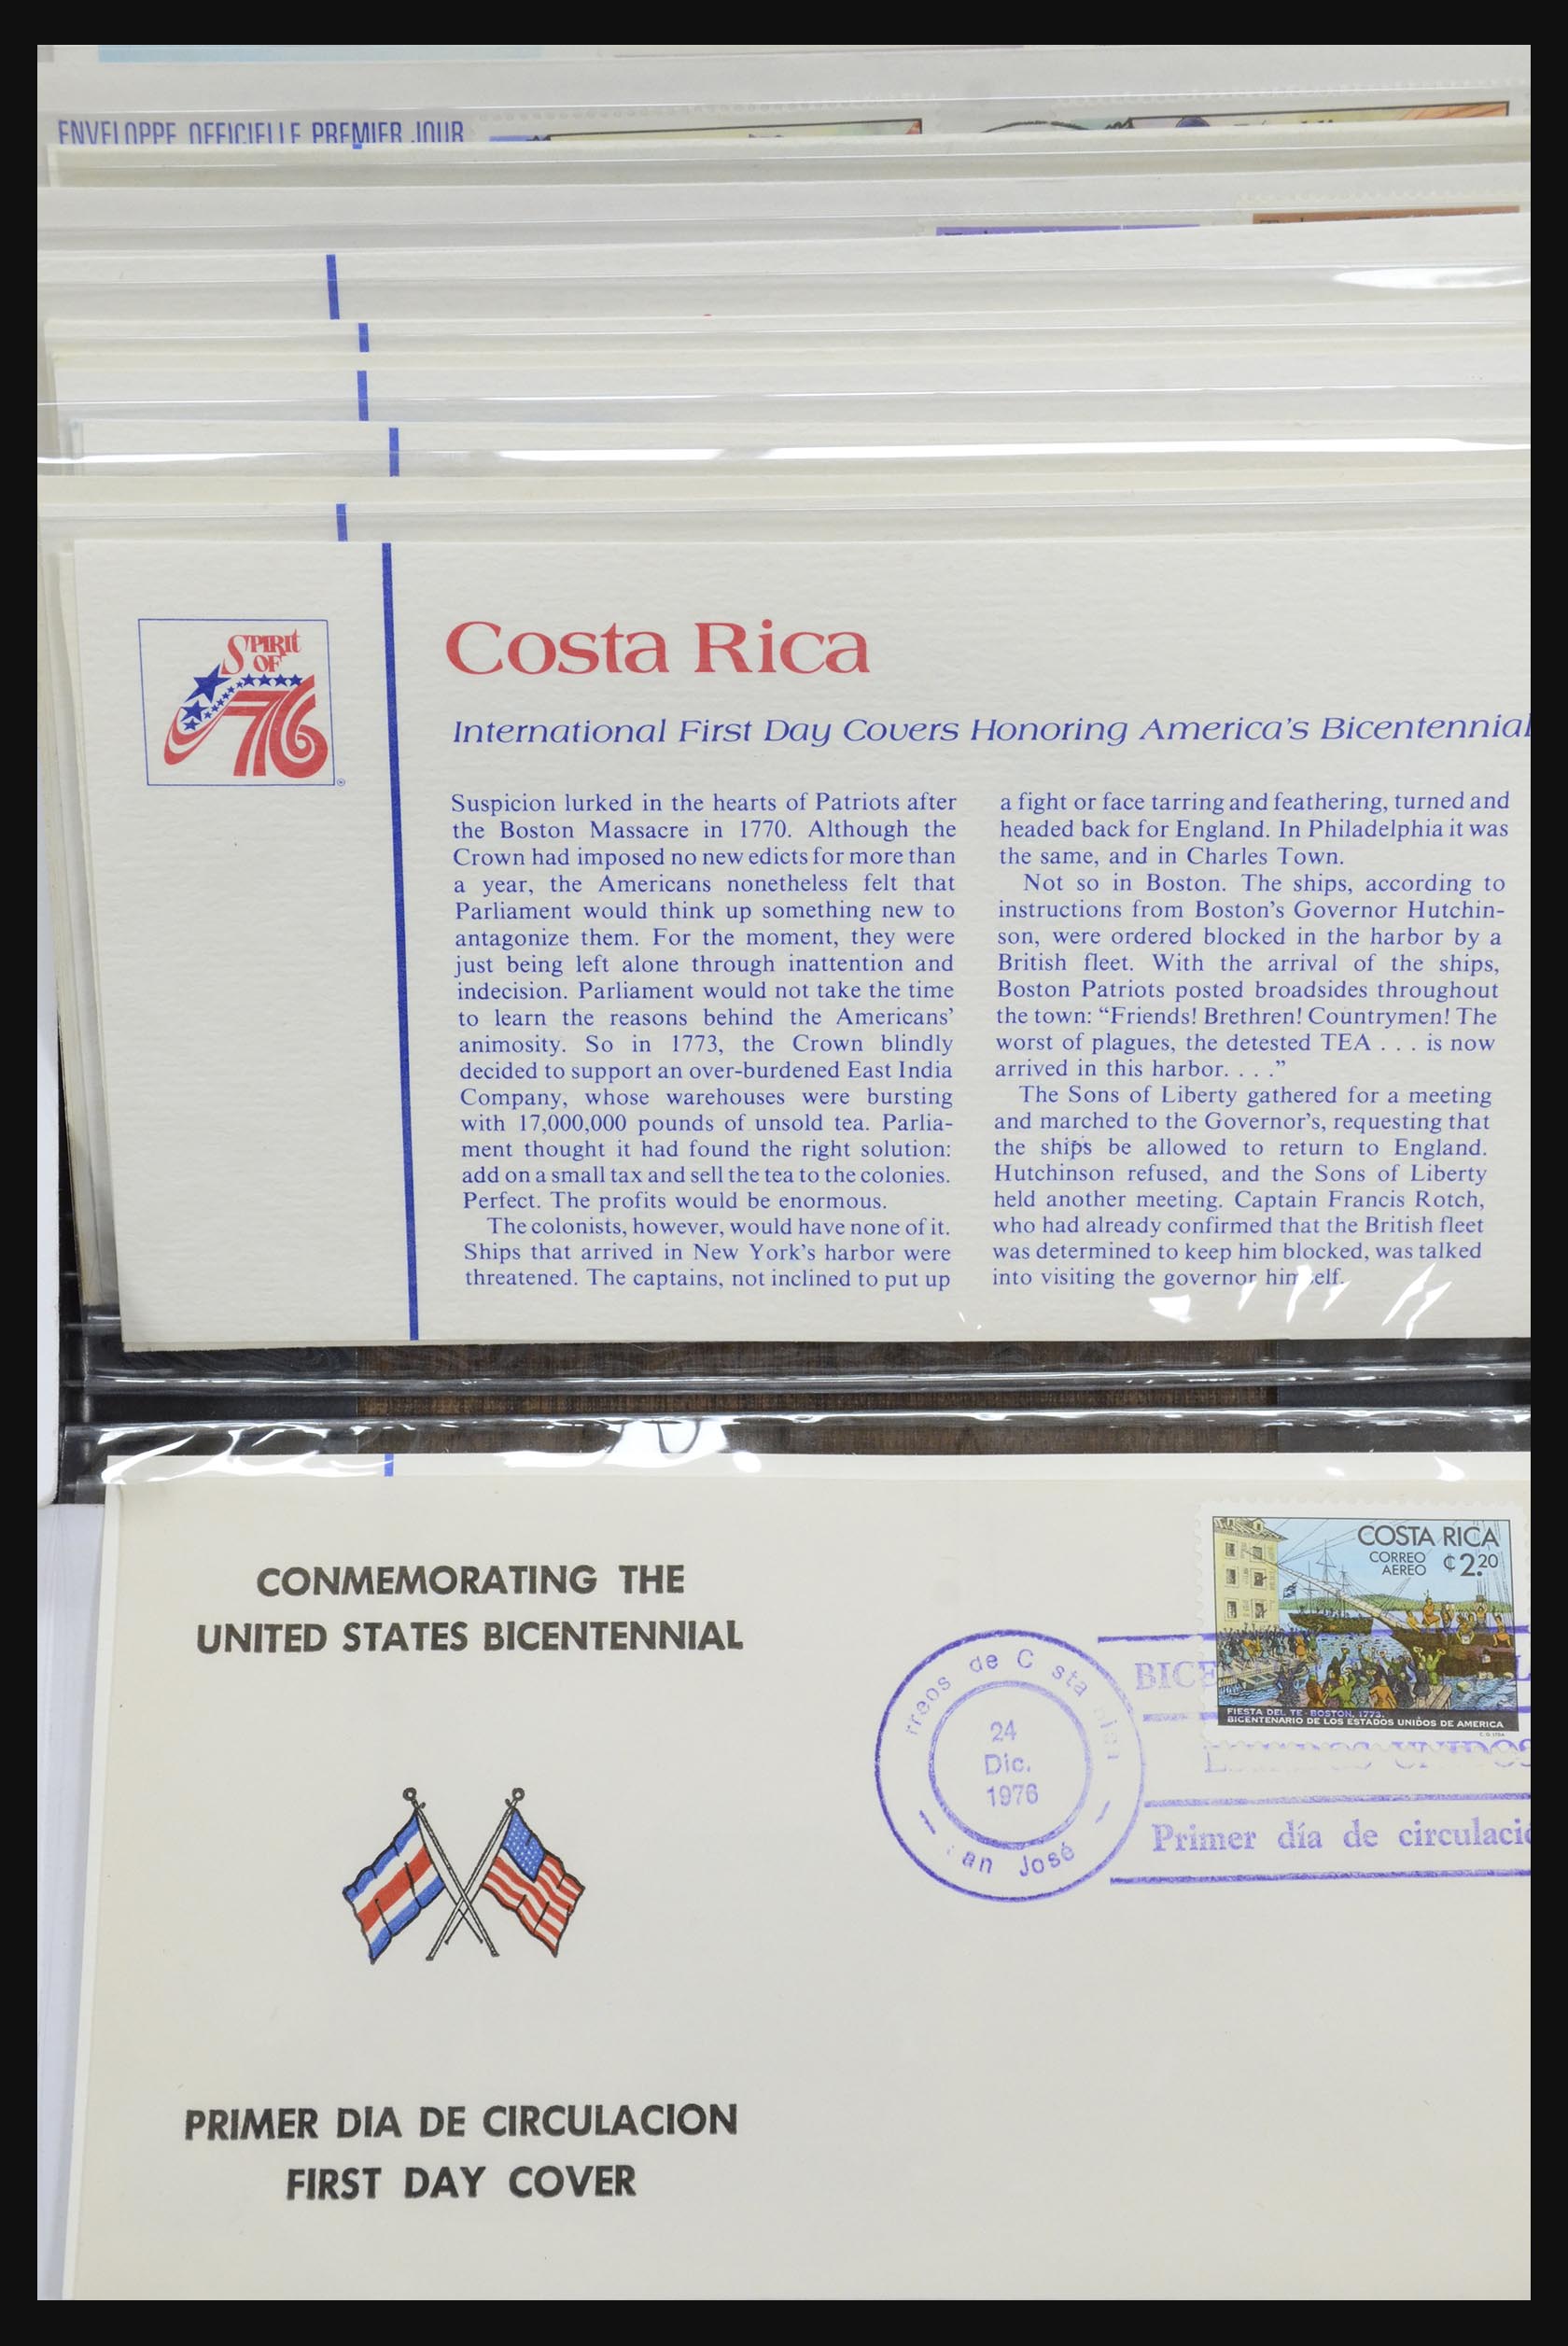 ENVELOPPE OFFICIELLE PREMIER JOUR
SPIRIT
OF
76
Costa Rica
International First Day Covers Honoring America's Bicentennial
Suspicion lurked in the hearts of Patriots after
the Boston Massacre in 1770. Although the
Crown had imposed no new edicts for more than
a year, the Americans nonetheless felt that
Parliament would think up something new to
antagonize them. For the moment, they were
just being left alone through inattention and
indecision. Parliament would not take the time
to learn the reasons behind the Americans'
animosity. So in 1773, the Crown blindly
decided to support an over-burdened East India
Company, whose warehouses were bursting
with 17,000,000 pounds of unsold tea. Parlia-
ment thought it had found the right solution:
add on a small tax and sell the tea to the colonies.
Perfect. The profits would be enormous.
The colonists, however, would have none of it.
Ships that arrived in New York's harbor were
threatened. The captains, not inclined to put up
a fight or face tarring and feathering, turned and
headed back for England. In Philadelphia it was
the same, and in Charles Town.
Not so in Boston. The ships, according to
instructions from Boston's Governor Hutchin-
son, were ordered blocked in the harbor by a
British fleet. With the arrival of the ships,
Boston Patriots posted broadsides throughout
the town: “Friends! Brethren! Countrymen! The
worst of plagues, the detested TEA . . . is now
arrived in this harbor. . . .”
The Sons of Liberty gathered for a meeting
and marched to the Governor's, requesting that
the ships be allowed to return to England.
Hutchinson refused, and the Sons of Liberty
held another meeting. Captain Francis Rotch,
who had already confirmed that the British fleet
was determined to keep him blocked, was talked
into visiting the governor himself.
CONMEMORATING THE
UNITED STATES BICENTENNIAL
COSTA RICA
CORREO
AEREO ₡2.20
FIESTA DEL TE - BOSTON, 1773.
BICENTENARIO DE LOS ESTADOS UNIDOS DE AMERICA
rreos de C sta
24
Dic.
1976
an José
BICE
UNIDOS
Primer día de circulació
PRIMER DIA DE CIRCULACION
FIRST DAY COVER